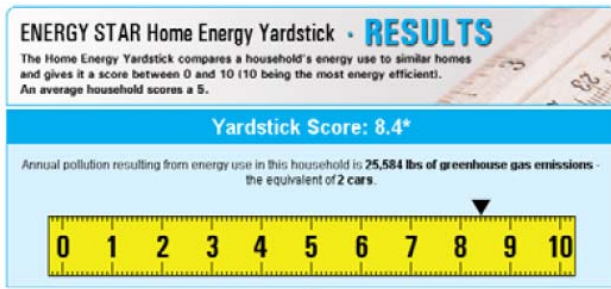 ENERGY STAR Home Energy Yardstick · RESULTS
The Home Energy Yardstick compares a household's energy use to similar homes
and gives it a score between 0 and 10 (10 being the most energy efficient).
An average household scores a 5.
Yardstick Score: 8.4*
Annual pollution resulting from energy use in this household is 25,584 lbs of greenhouse gas emissions -
the equivalent of 2 cars.
0 1 2 3 4 5 6 7 8 9 10